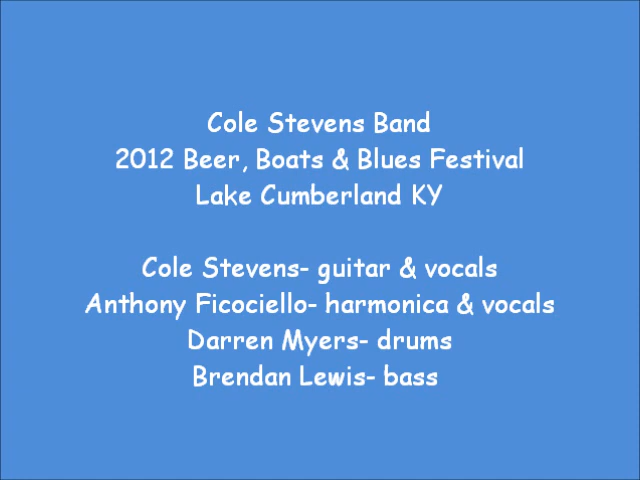 Cole Stevens Band
2012 Beer, Boats & Blues Festival
Lake Cumberland KY
Cole Stevens- guitar & vocals
Anthony Ficociello- harmonica & vocals
Darren Myers- drums
Brendan Lewis- bass